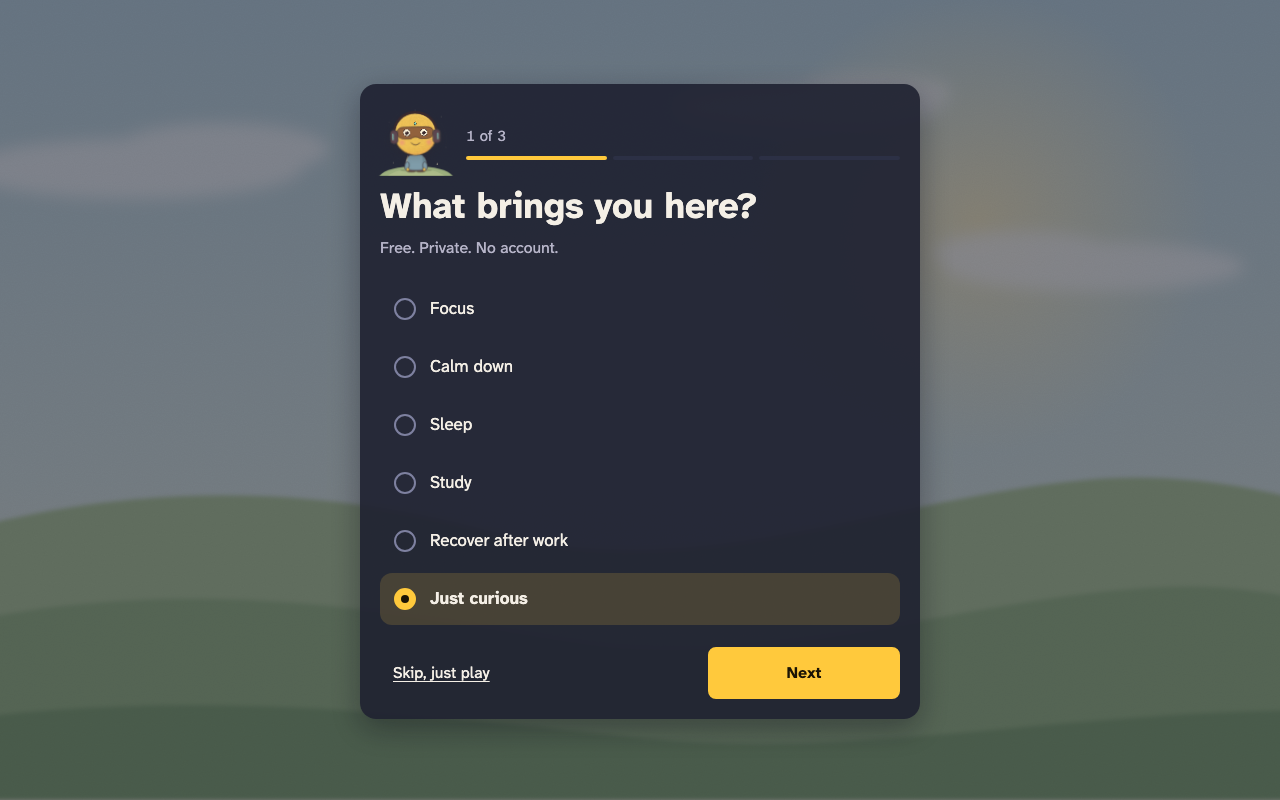 1 of 3
What brings you here?
Free. Private. No account.
Focus
Calm down
Sleep
Study
Recover after work
Just curious
Skip, just play
Next